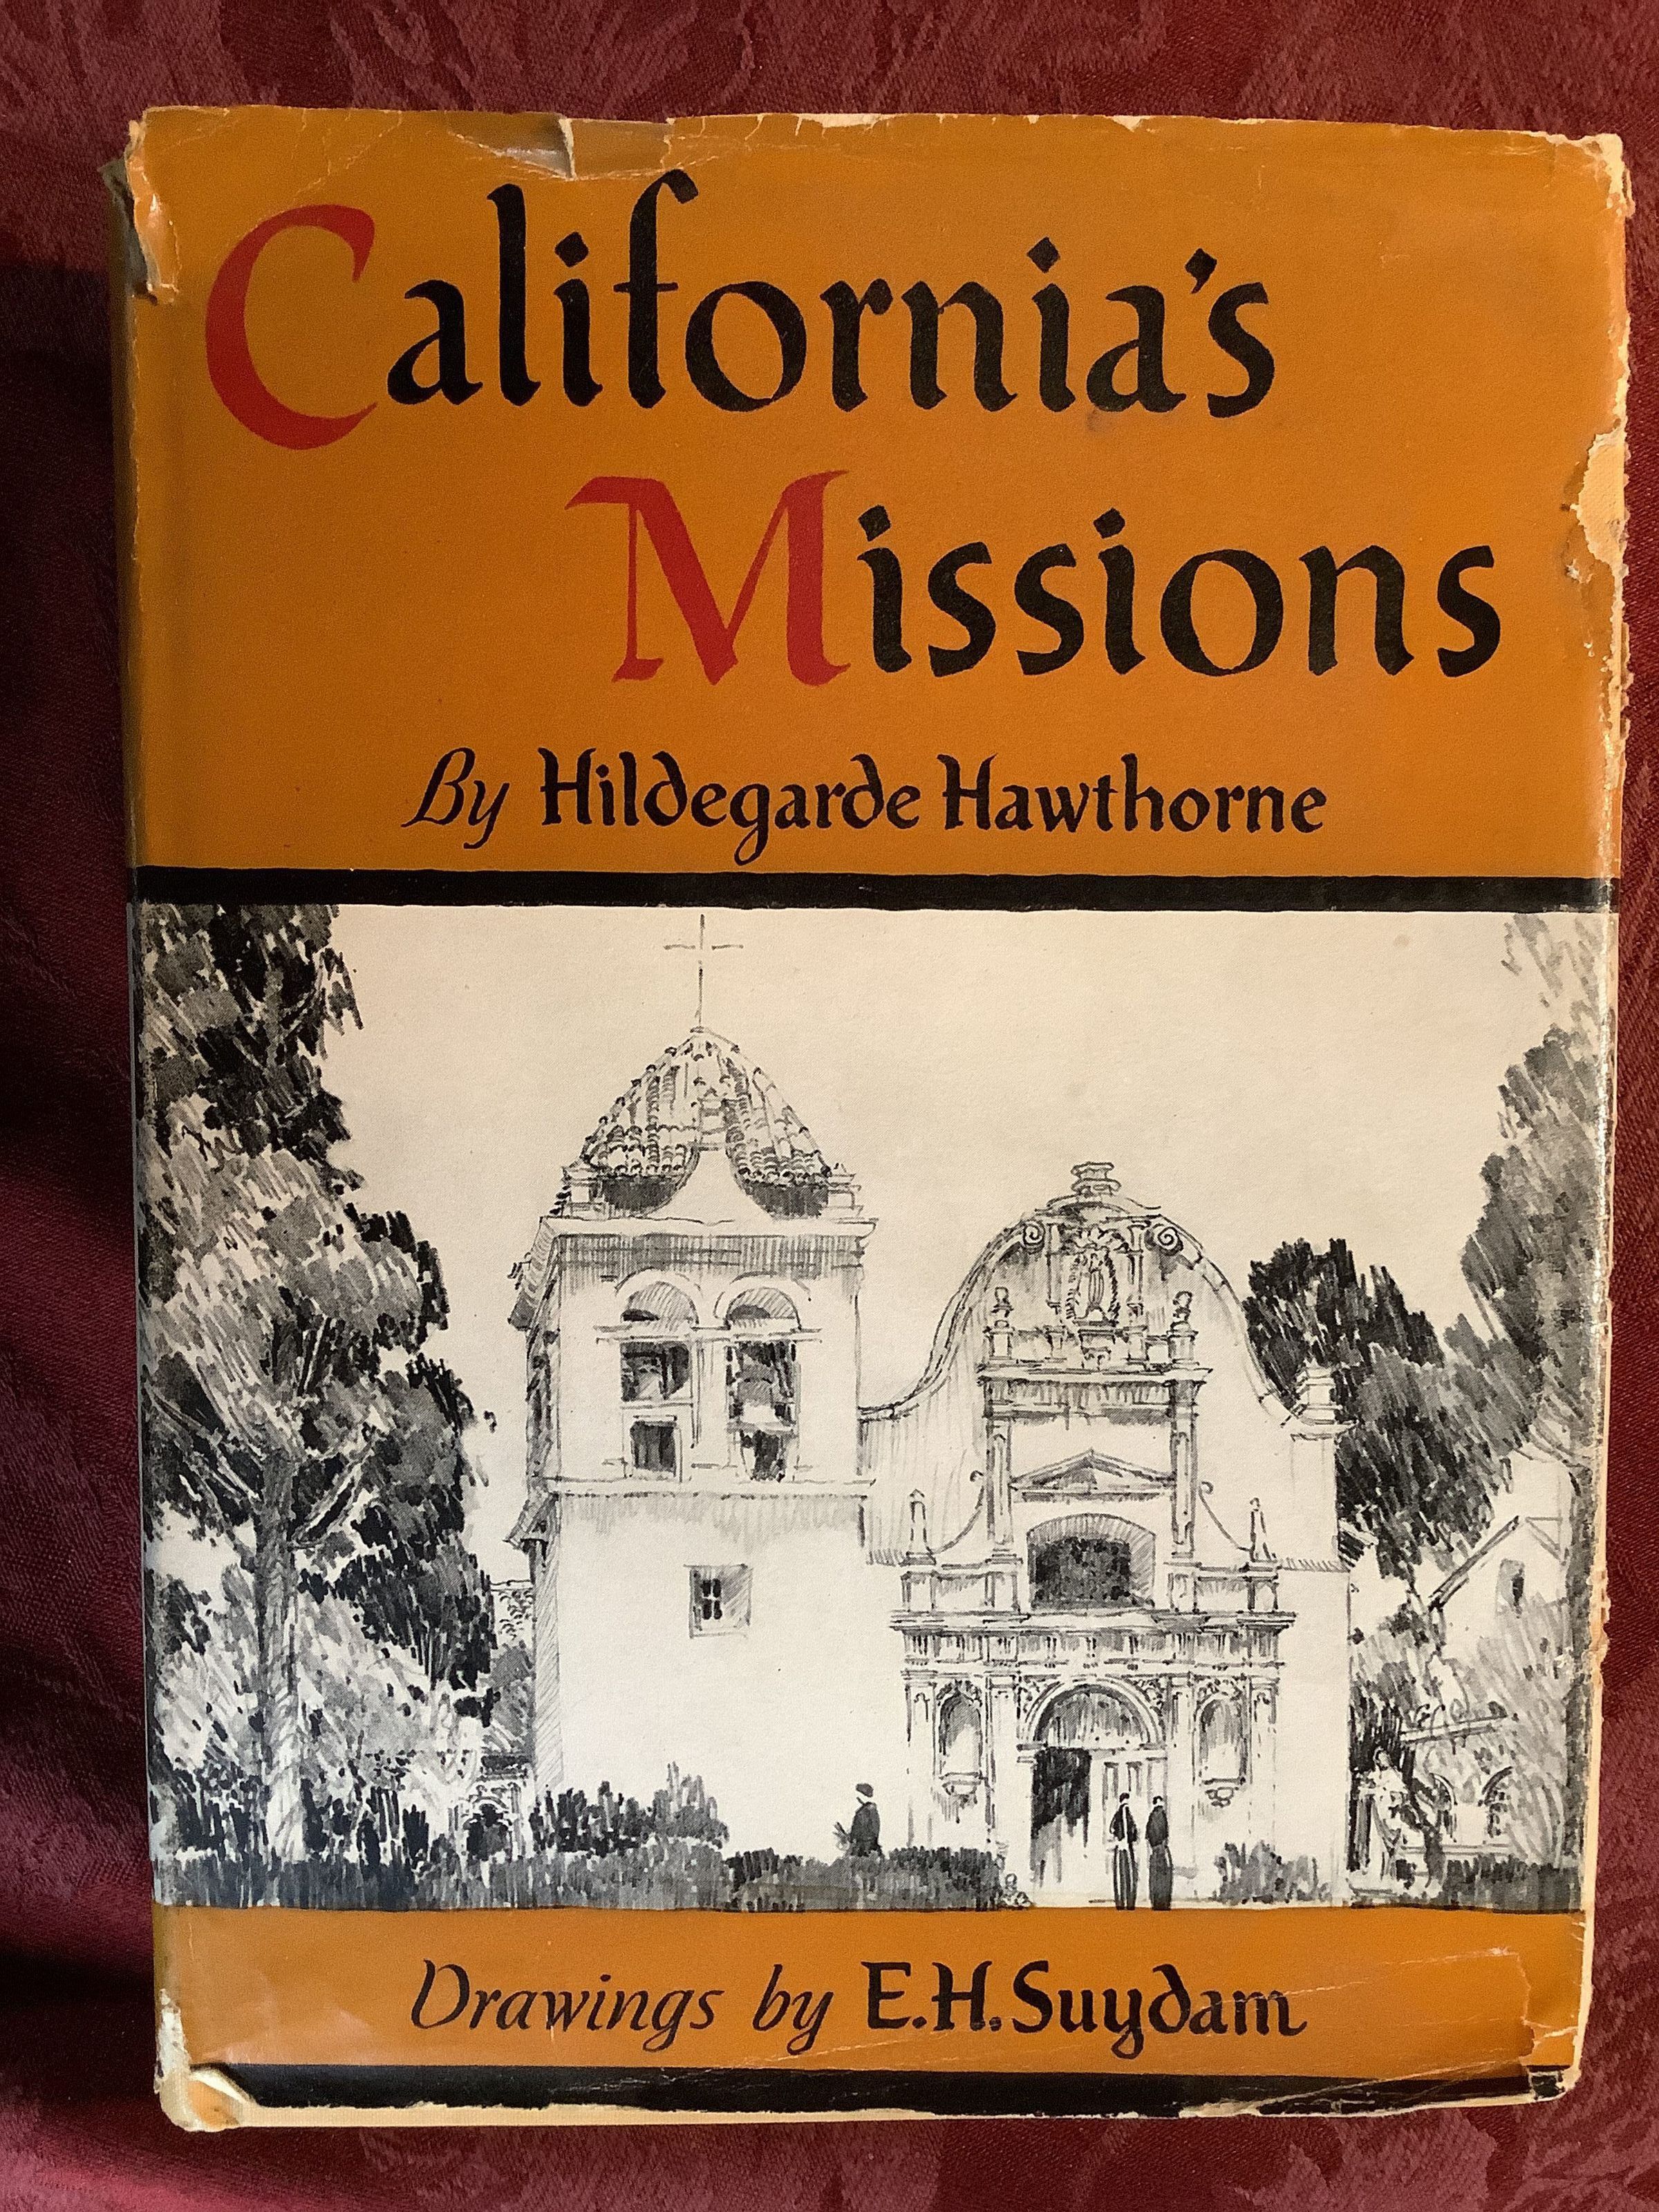 California's
Missions
By Hildegarde Hawthorne
Drawings by E.H. Suydam